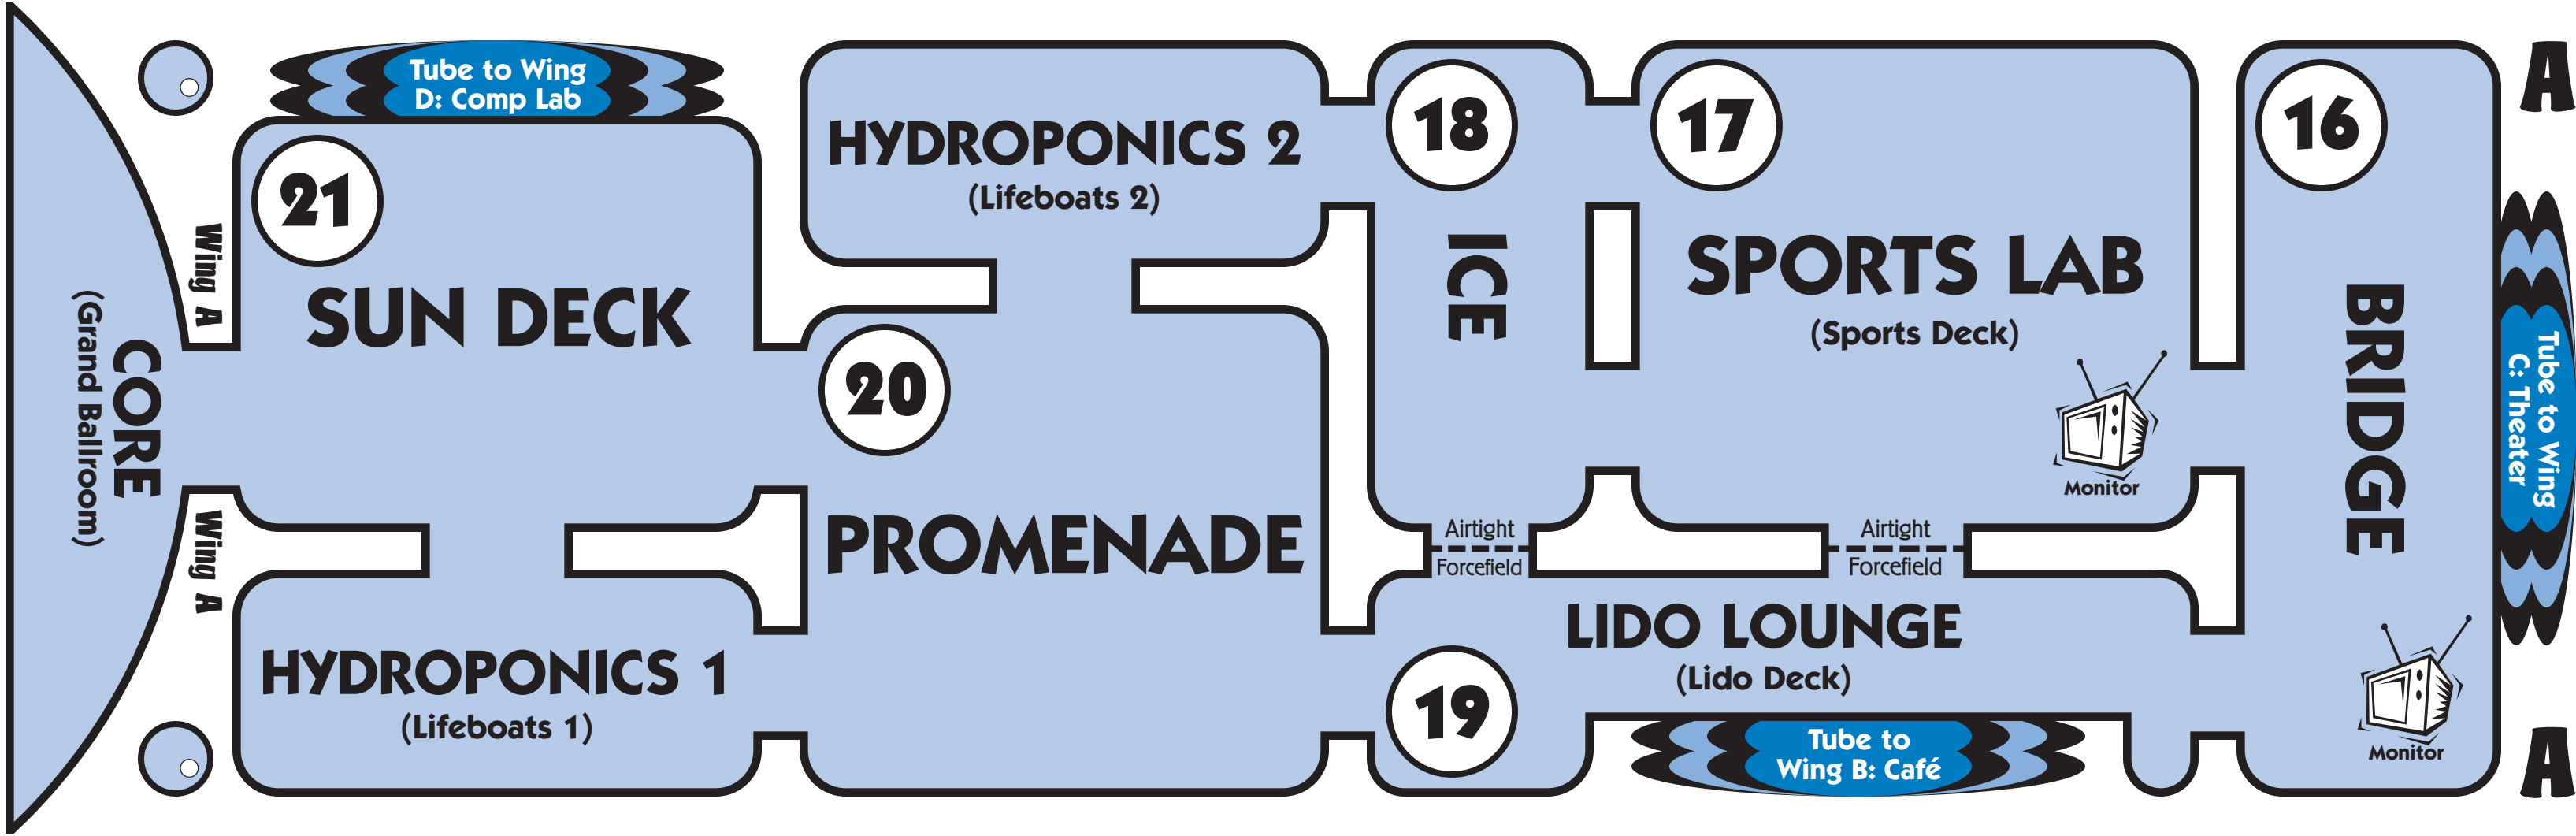 Tube to Wing
D: Comp Lab
21
SUN DECK
Wing A
CORE
(Grand Ballroom)
Wing A
HYDROPONICS 1
(Lifeboats 1)
HYDROPONICS 2
(Lifeboats 2)
20
PROMENADE
18
ICE
17
SPORTS LAB
(Sports Deck)
Monitor
Airtight
Forcefield
Airtight
Forcefield
LIDO LOUNGE
(Lido Deck)
19
Tube to
Wing B: Café
16
BRIDGE
Monitor
A
Tube to Wing
C: Theater
A